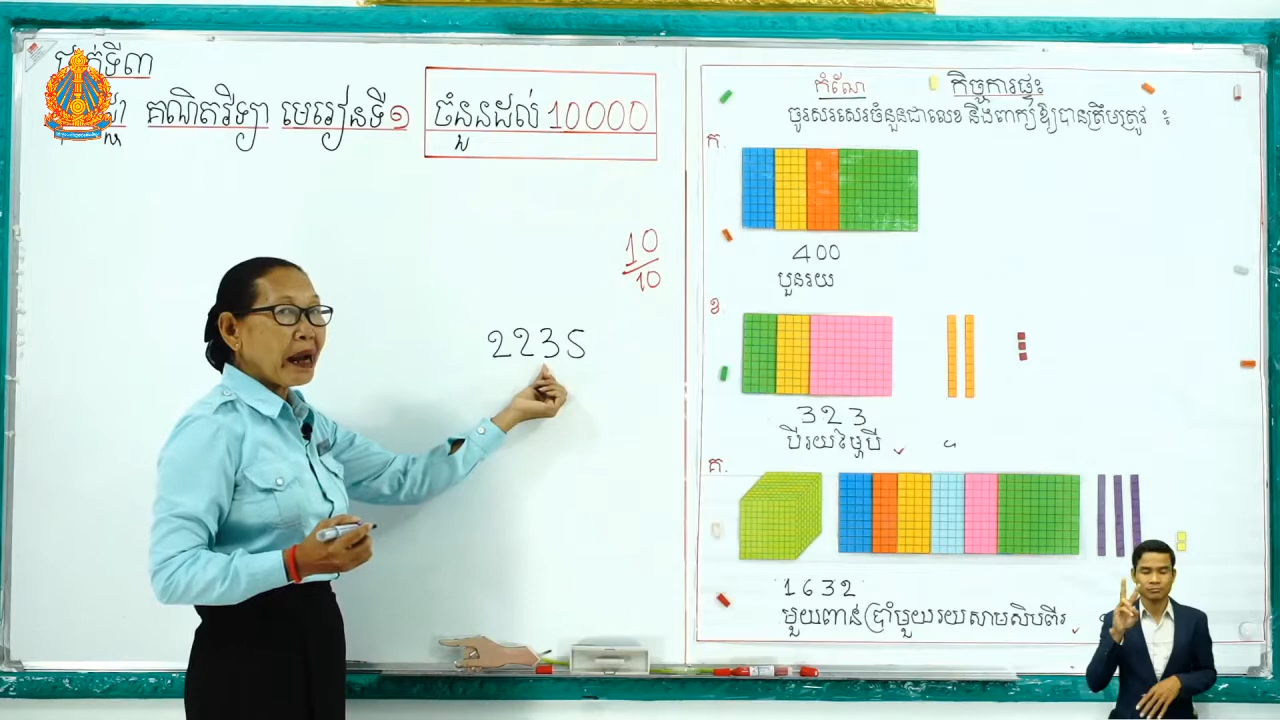 គណិតវិទ្យា មេរៀនទី១ ចំនួនដល់ 10000
10
10
2235
កំណែ កិច្ចការផ្ទះ
ចូរសរសេរចំនួនជាលេខ និងពាក្យឱ្យបានត្រឹមត្រូវ ៖
ក.
400
បួនរយ
ខ.
323
បីរយម្ភៃបី
គ.
1632
មួយពាន់ប្រាំមួយរយសាមសិបពីរ